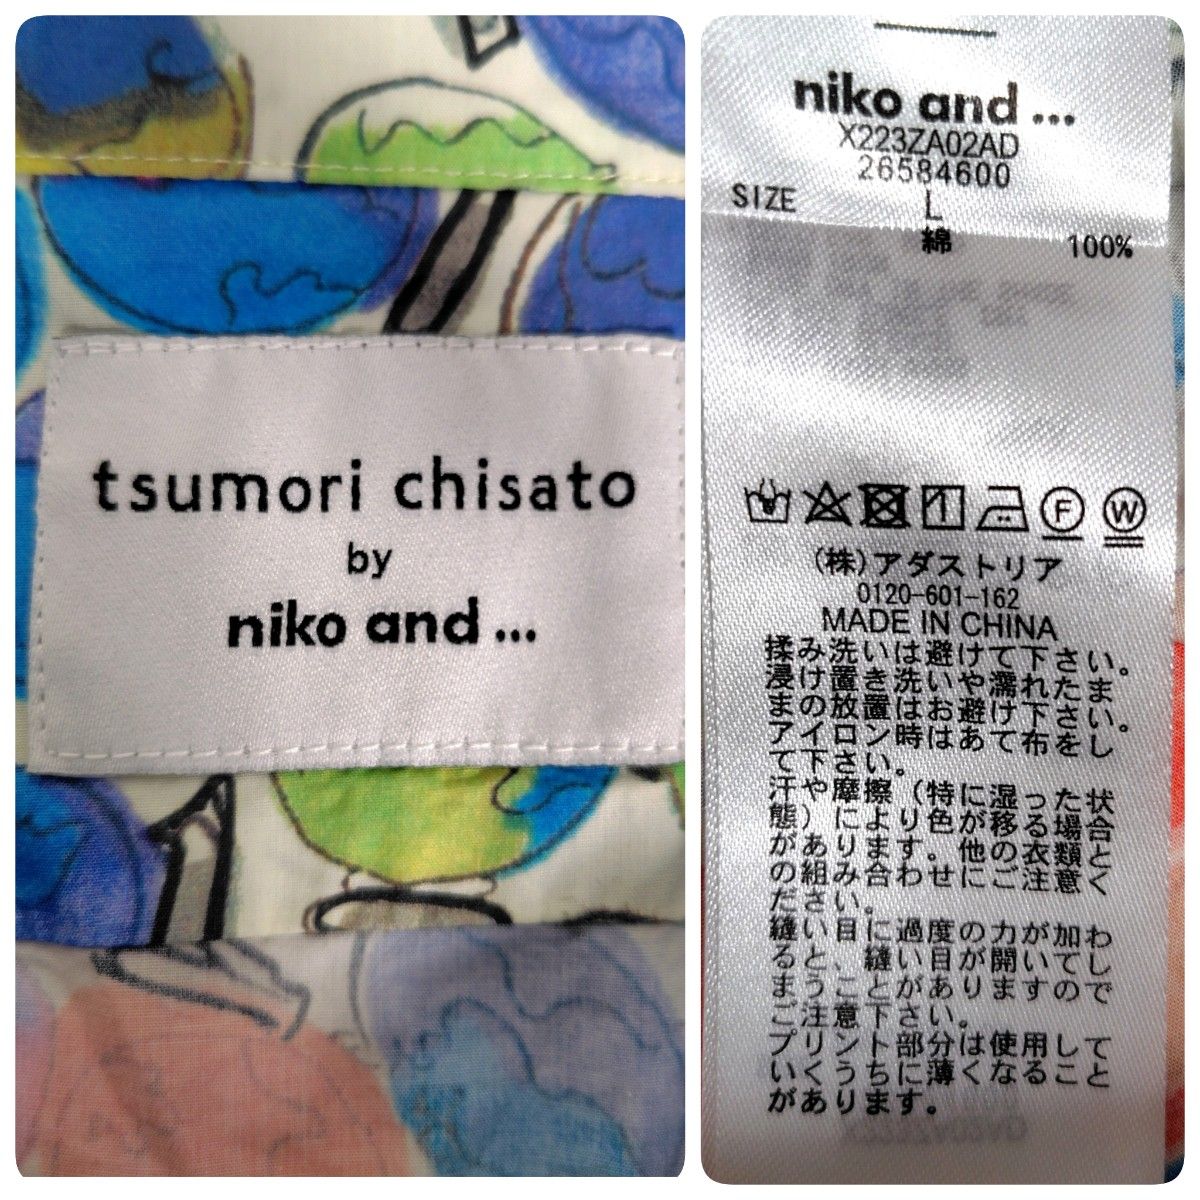 tsumori chisato
by
niko and ...
niko and ...
X223ZA02AD
26584600
SIZE L
綿 100%
F W
(株)アダストリア
0120-601-162
MADE IN CHINA
揉み洗いは避けて下さい。
浸け置き洗いや濡れたま
まの放置はお避け下さい。
アイロン時はあて布をし
て下さい。
汗や摩擦(特に湿った状
態)により色が移る場合
があります。他の衣類と
の組み合わせにご注意く
ださい。
縫い目に過度の力が加わ
ると、縫い目が開いてし
まうことがありますので
ご注意下さい。
プリント部分は使用して
いくうちに薄くなること
があります。